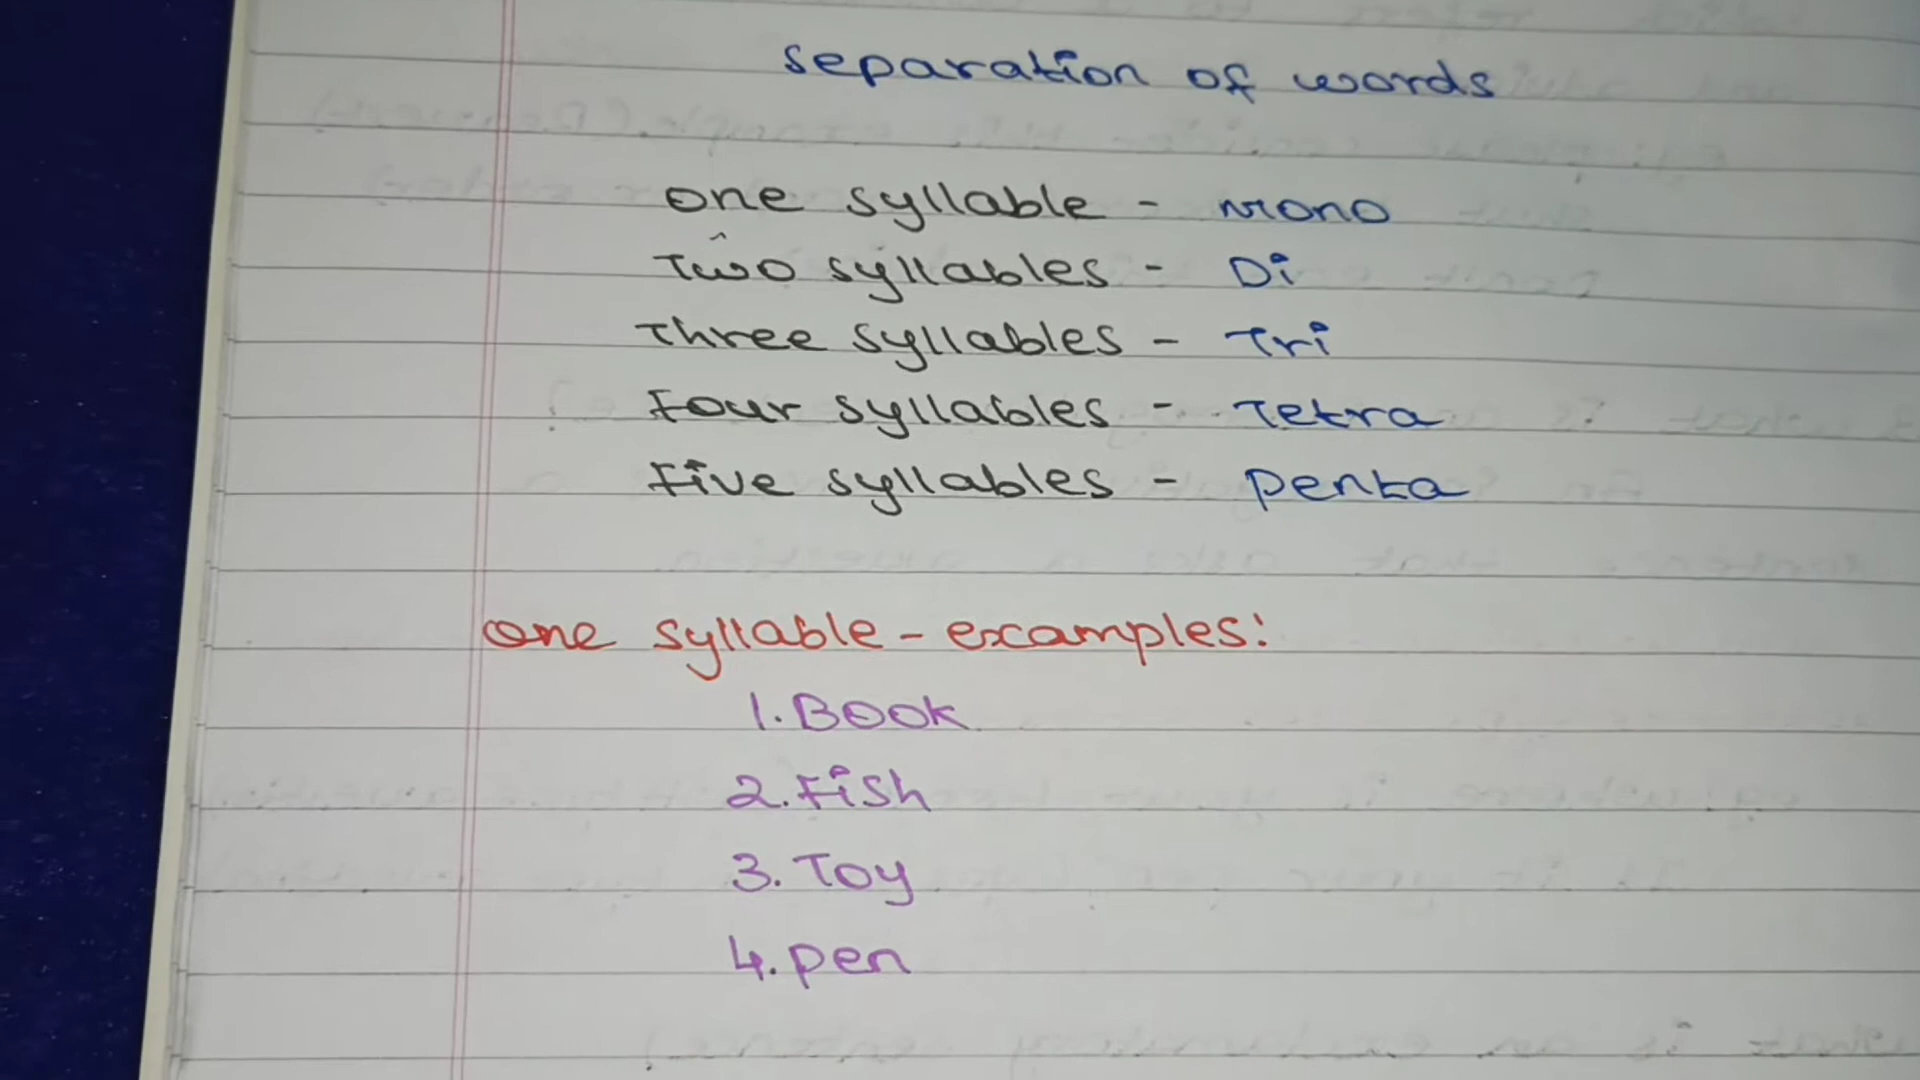 separation of words
one syllable - Mono
Two syllables - Di
Three syllables - Tri
Four syllables - Tetra
Five syllables - penta
one syllable - examples:
1. Book
2. Fish
3. Toy
4. pen